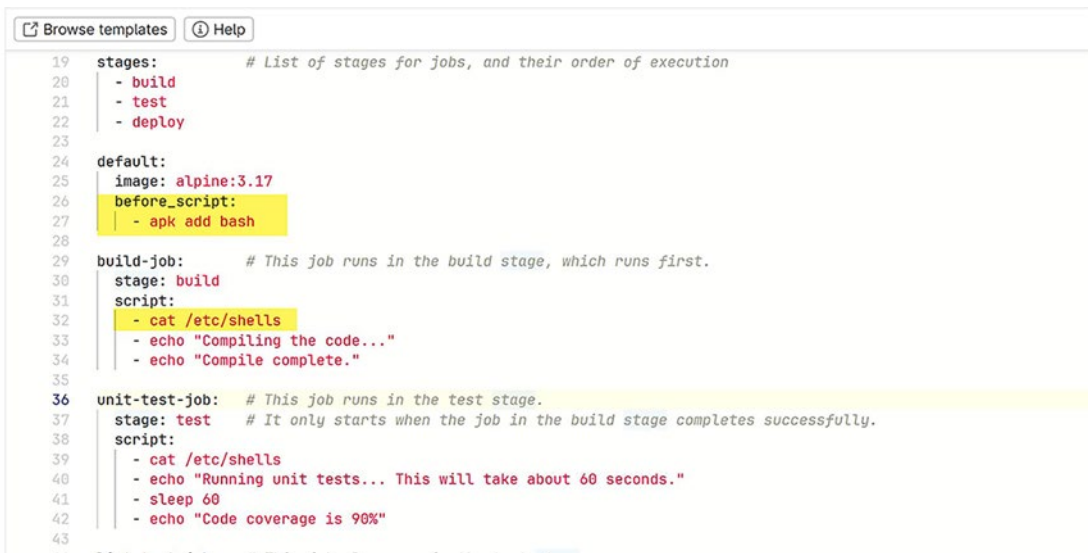 Browse templates Help
19 stages: # List of stages for jobs, and their order of execution
20 - build
21 - test
22 - deploy
23
24 default:
25 image: alpine:3.17
26 before_script:
27 - apk add bash
28
29 build-job: # This job runs in the build stage, which runs first.
30 stage: build
31 script:
32 - cat /etc/shells
33 - echo "Compiling the code..."
34 - echo "Compile complete."
35
36 unit-test-job: # This job runs in the test stage.
37 stage: test # It only starts when the job in the build stage completes successfully.
38 script:
39 - cat /etc/shells
40 - echo "Running unit tests... This will take about 60 seconds."
41 - sleep 60
42 - echo "Code coverage is 90%"
43